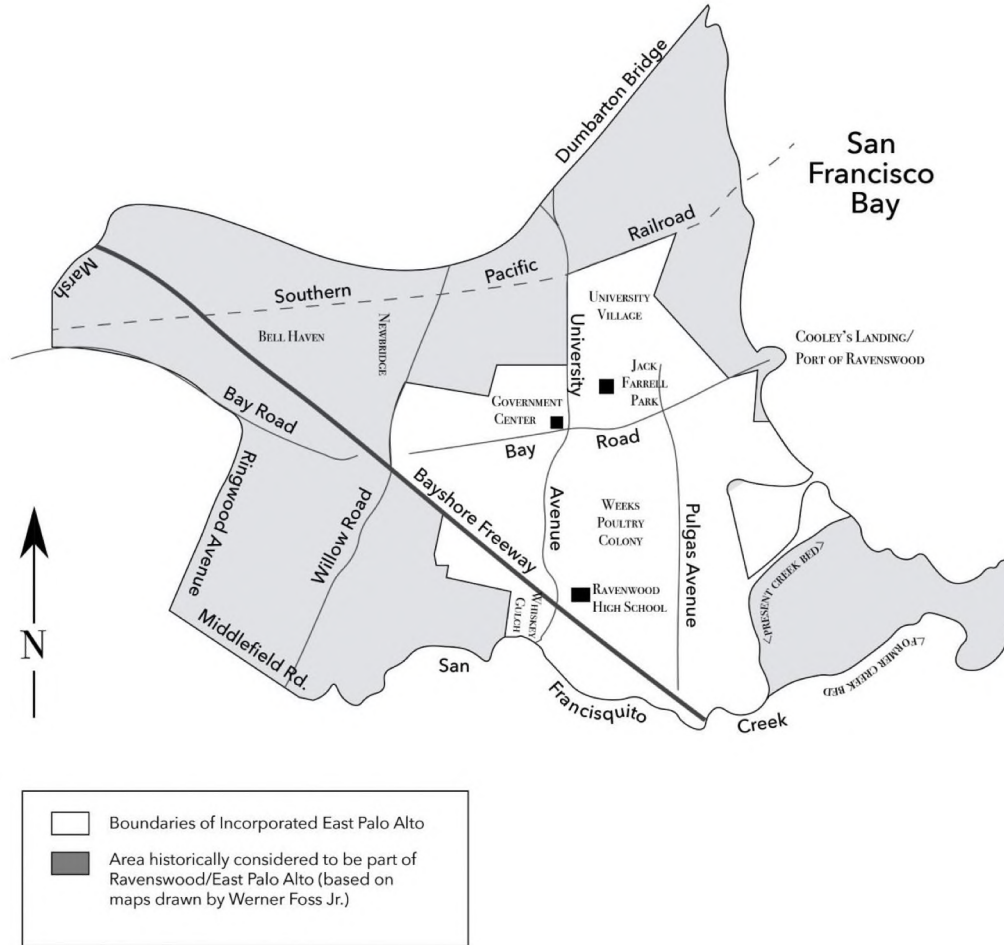 Dumbarton Bridge
San
Francisco
Bay
Railroad
Pacific
Southern
Marsh
University
Village
Bell Haven
Newbridge
University
Cooley's Landing/
Port of Ravenswood
Jack
Farrell
Park
Government
Center
Bay Road
Bay
Road
Ringwood Avenue
Willow Road
Bayshore Freeway
Avenue
Weeks
Poultry
Colony
Pulgas Avenue
<Present Creek Bed>
Ravenwood
High School
Whiskey
Gulch
N
Middlefield Rd.
San
Francisquito
Creek
<Former Creek Bed>
Boundaries of Incorporated East Palo Alto
Area historically considered to be part of
Ravenswood/East Palo Alto (based on
maps drawn by Werner Foss Jr.)